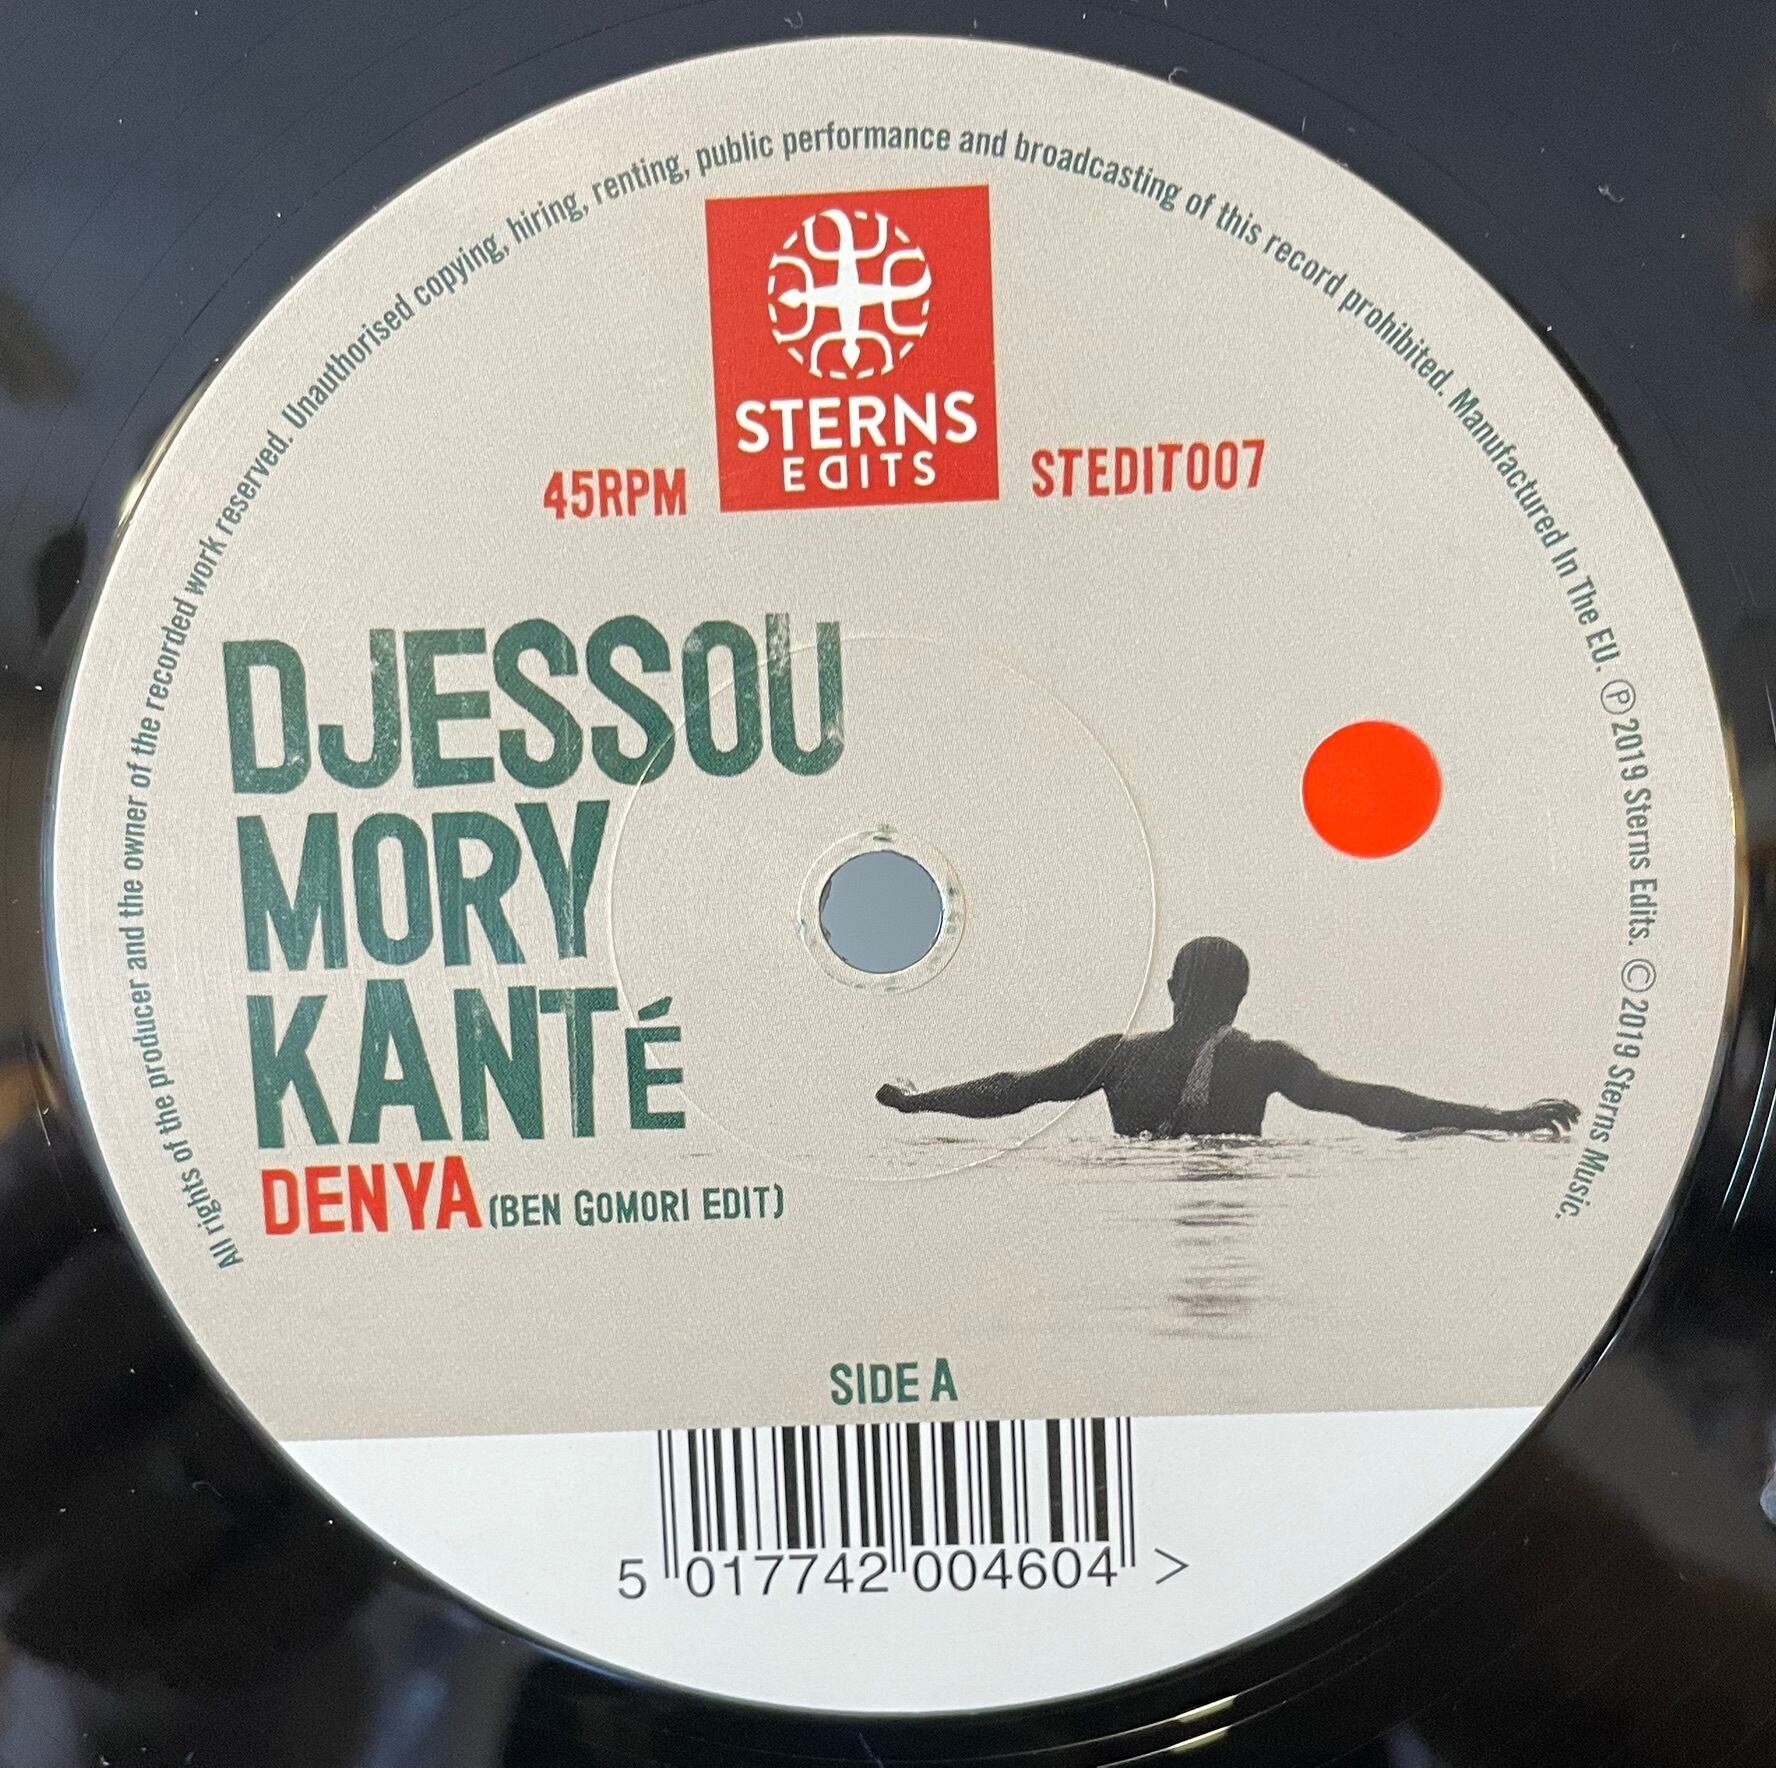 All rights of the producer and the owner of the recorded work reserved. Unauthorised copying, hiring, renting, public performance and broadcasting of this record prohibited. Manufactured In The EU. Ⓟ 2019 Sterns Edits. © 2019 Sterns Music.
STERNS
EDITS
45RPM
STEDIT007
DJESSOU
MORY
KANTÉ
DENYA (BEN GOMORI EDIT)
SIDE A
5 017742 004604 >